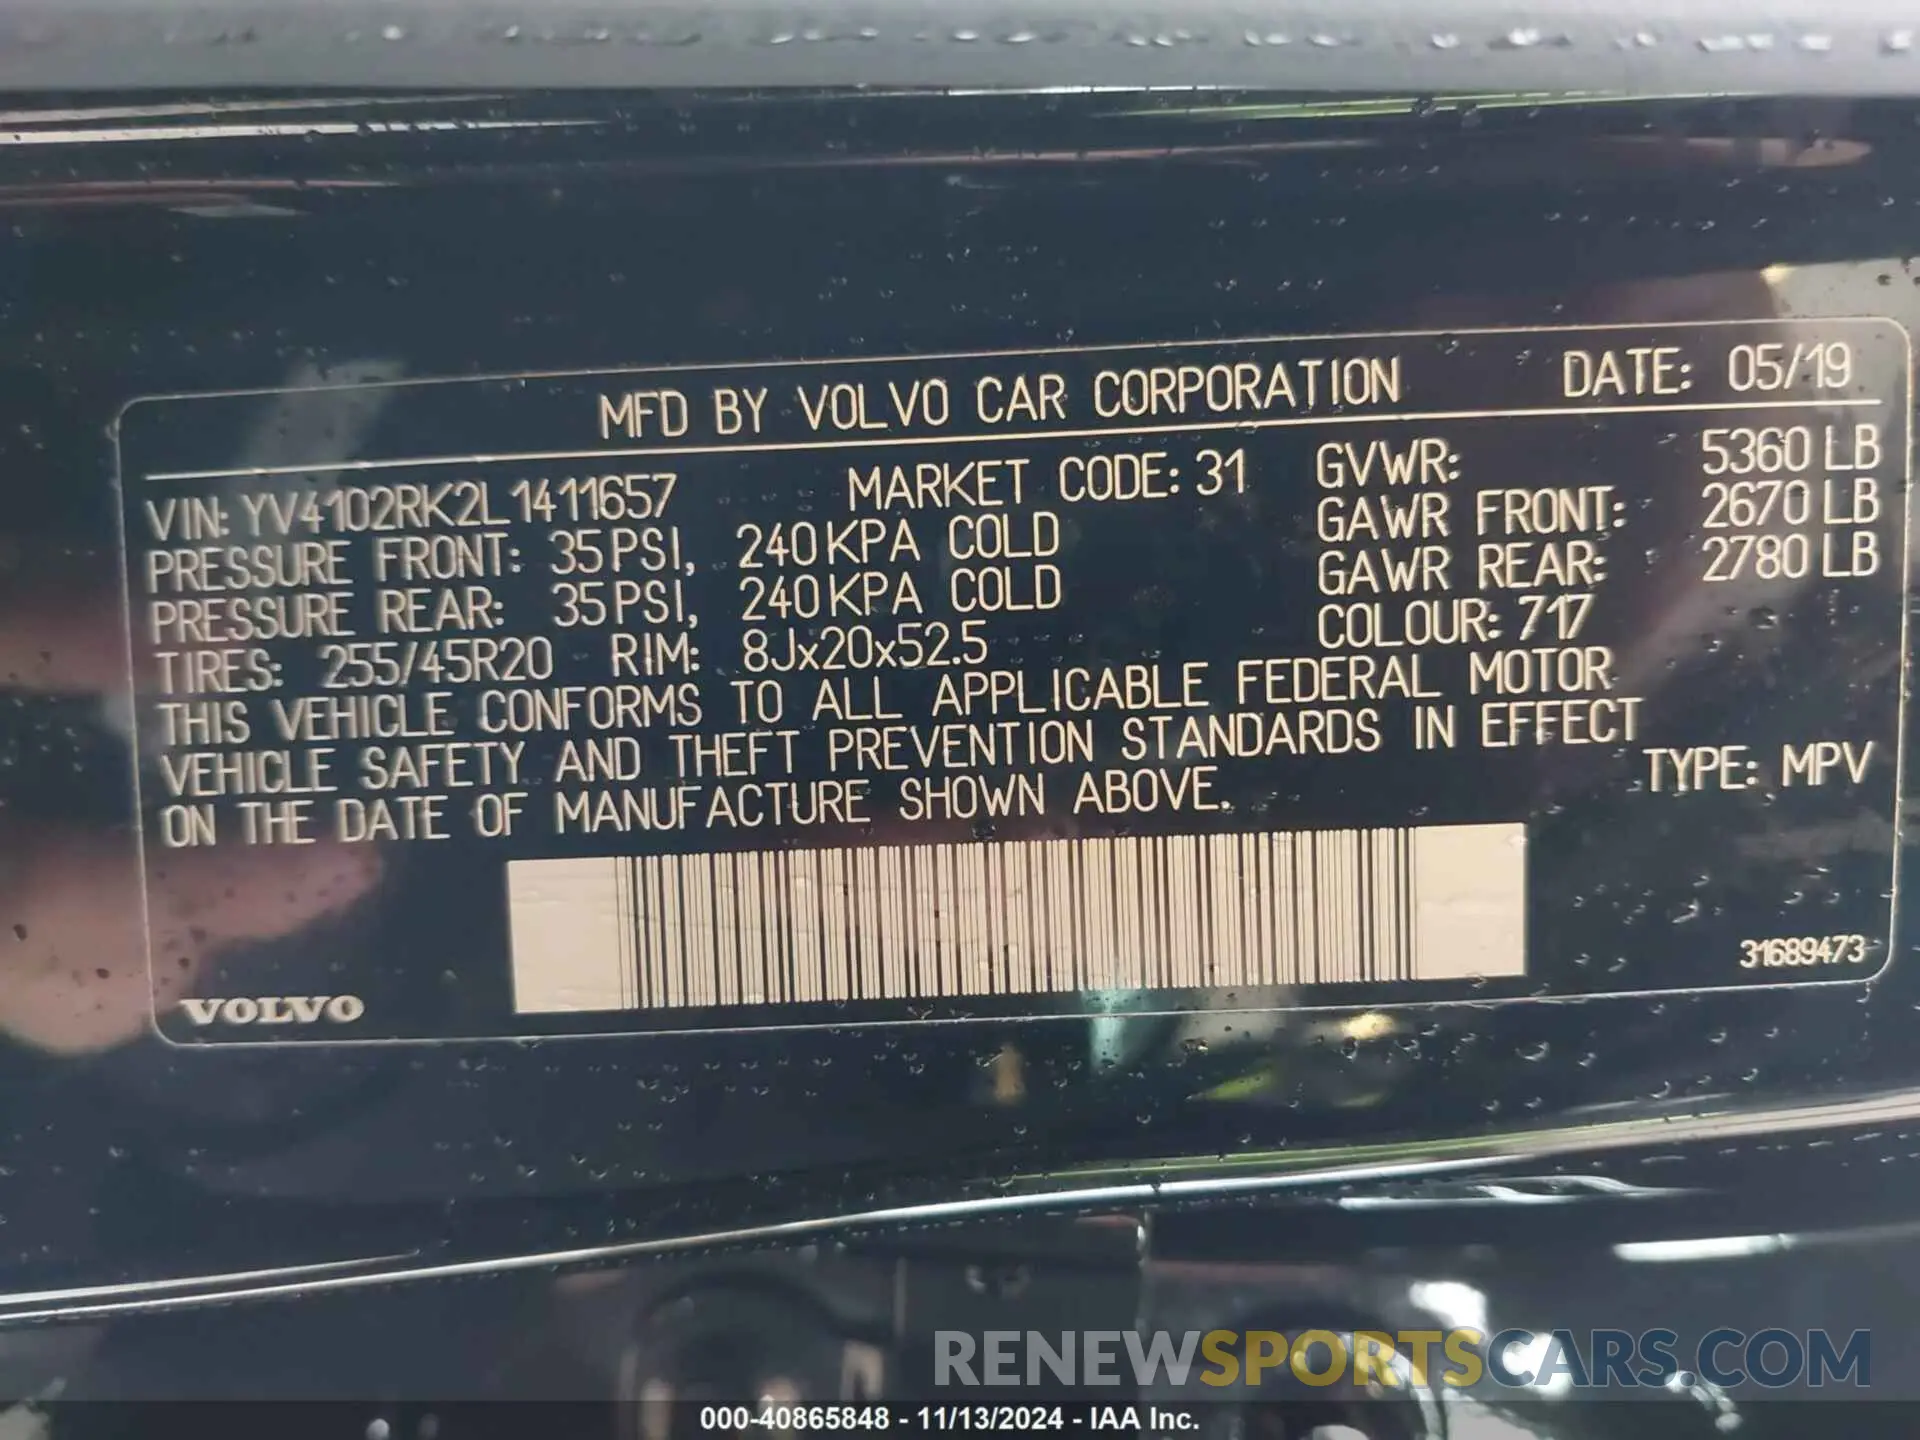 MFD BY VOLVO CAR CORPORATION DATE: 05/19
VIN: YV4102RK2L1411657 MARKET CODE: 31 GVWR: 5360 LB
PRESSURE FRONT: 35 PSI, 240 KPA COLD GAWR FRONT: 2670 LB
PRESSURE REAR: 35 PSI, 240 KPA COLD GAWR REAR: 2780 LB
TIRES: 255/45R20 RIM: 8Jx20x52.5 COLOUR: 717
THIS VEHICLE CONFORMS TO ALL APPLICABLE FEDERAL MOTOR
VEHICLE SAFETY AND THEFT PREVENTION STANDARDS IN EFFECT
ON THE DATE OF MANUFACTURE SHOWN ABOVE. TYPE: MPV
31689473
VOLVO
RENEWSPORTSCARS.COM
000-40865848 - 11/13/2024 - IAA Inc.